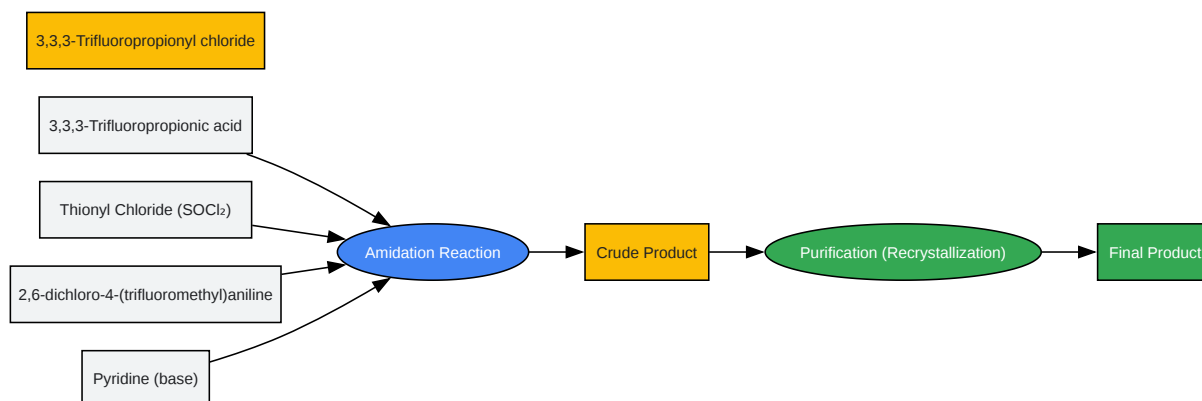 3,3,3-Trifluoropropionyl chloride
3,3,3-Trifluoropropionic acid
Thionyl Chloride (SOCl₂)
2,6-dichloro-4-(trifluoromethyl)aniline
Pyridine (base)
Amidation Reaction
Crude Product
Purification (Recrystallization)
Final Product